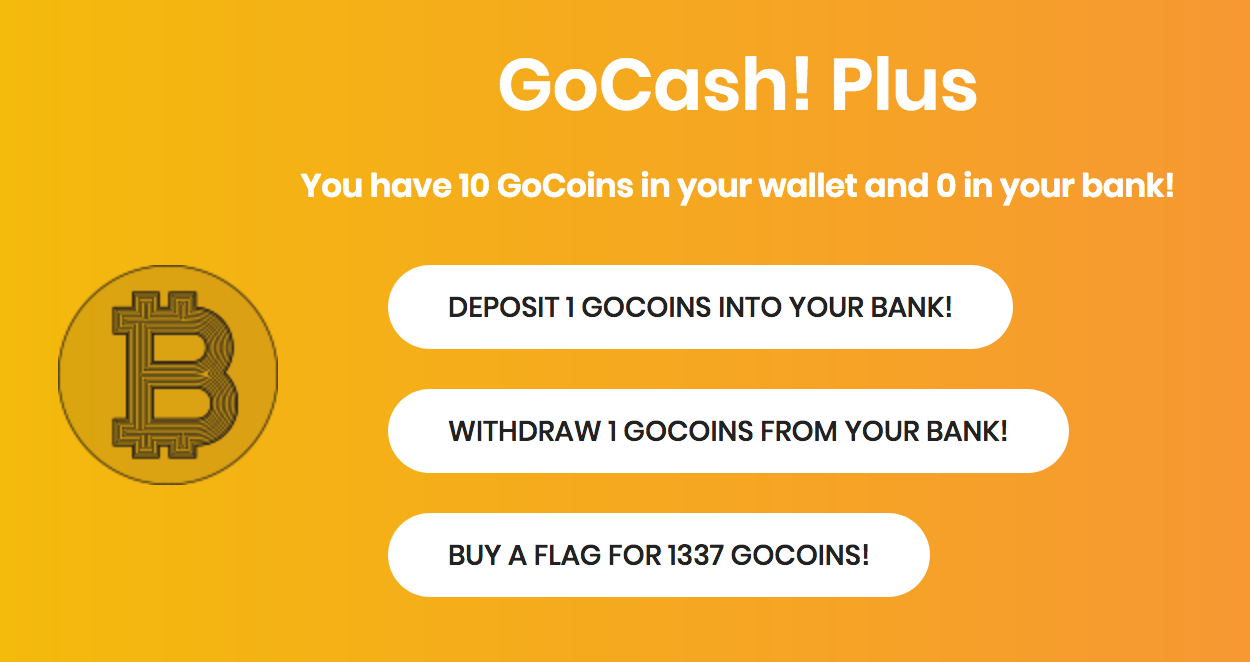 GoCash! Plus
You have 10 GoCoins in your wallet and 0 in your bank!
DEPOSIT 1 GOCOINS INTO YOUR BANK!
WITHDRAW 1 GOCOINS FROM YOUR BANK!
BUY A FLAG FOR 1337 GOCOINS!